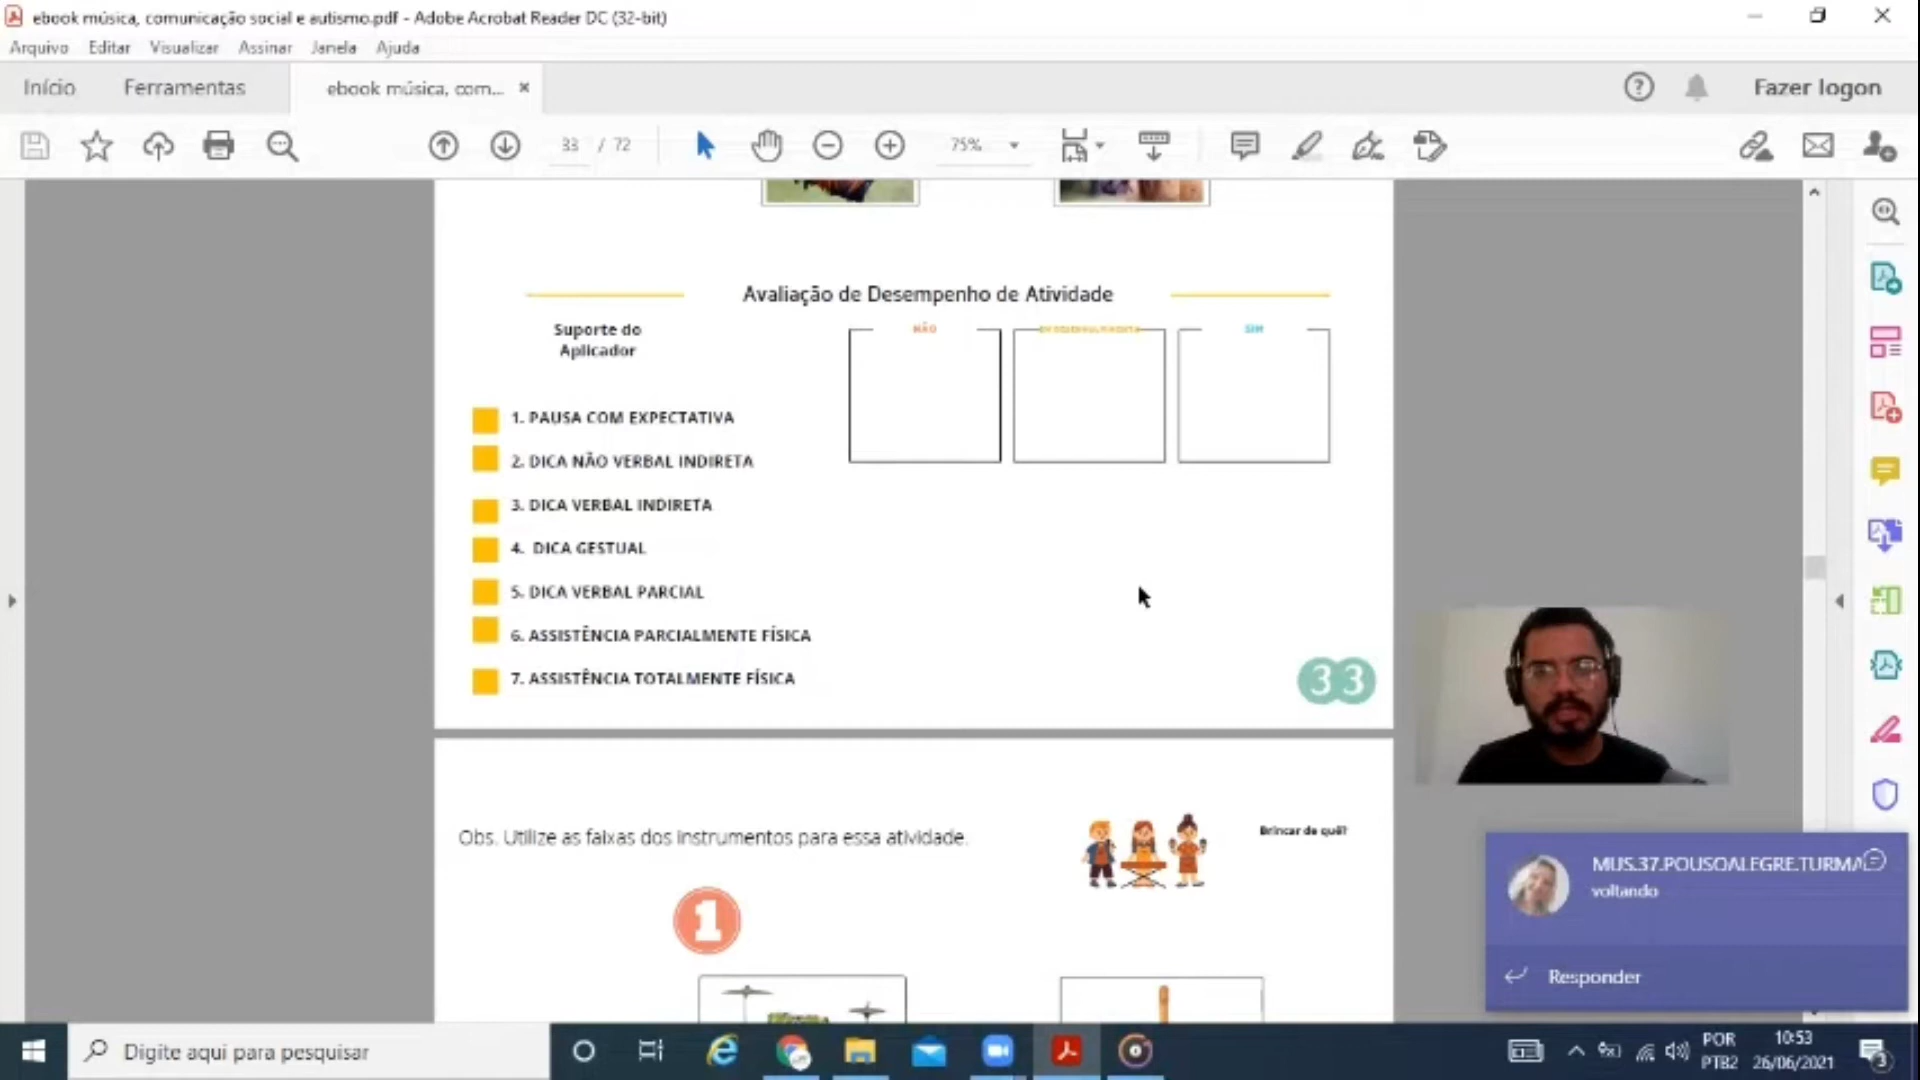 ebook música, comunicação social e autismo.pdf - Adobe Acrobat Reader DC (32-bit)
Arquivo Editar Visualizar Assinar Janela Ajuda
Início Ferramentas ebook música, com... Fazer logon
33 / 72 75%
Avaliação de Desempenho de Atividade
Suporte do
Aplicador
NÃO SIM
1. PAUSA COM EXPECTATIVA
2. DICA NÃO VERBAL INDIRETA
3. DICA VERBAL INDIRETA
4. DICA GESTUAL
5. DICA VERBAL PARCIAL
6. ASSISTÊNCIA PARCIALMENTE FÍSICA
7. ASSISTÊNCIA TOTALMENTE FÍSICA
33
Obs. Utilize as faixas dos instrumentos para essa atividade.
Brincar de quê?
1
MUS.37.POUSOALEGRE.TURMA
voltando
Responder
Digite aqui para pesquisar
POR
PTB2
10:53
26/06/2021
3